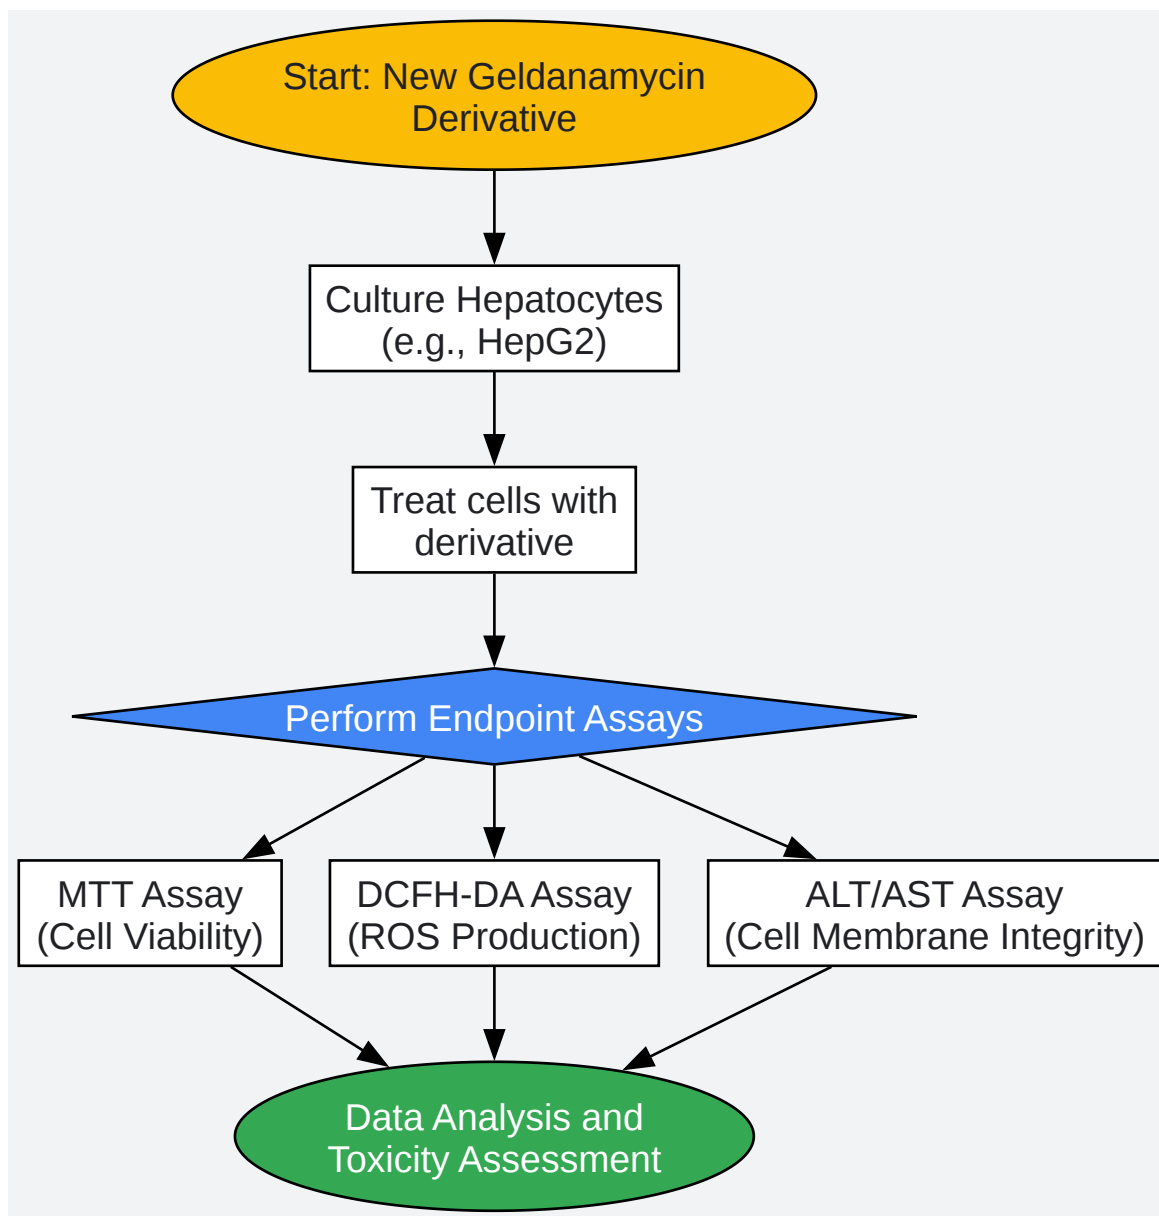 Start: New Geldanamycin
Derivative
Culture Hepatocytes
(e.g., HepG2)
Treat cells with
derivative
Perform Endpoint Assays
MTT Assay
(Cell Viability)
DCFH-DA Assay
(ROS Production)
ALT/AST Assay
(Cell Membrane Integrity)
Data Analysis and
Toxicity Assessment